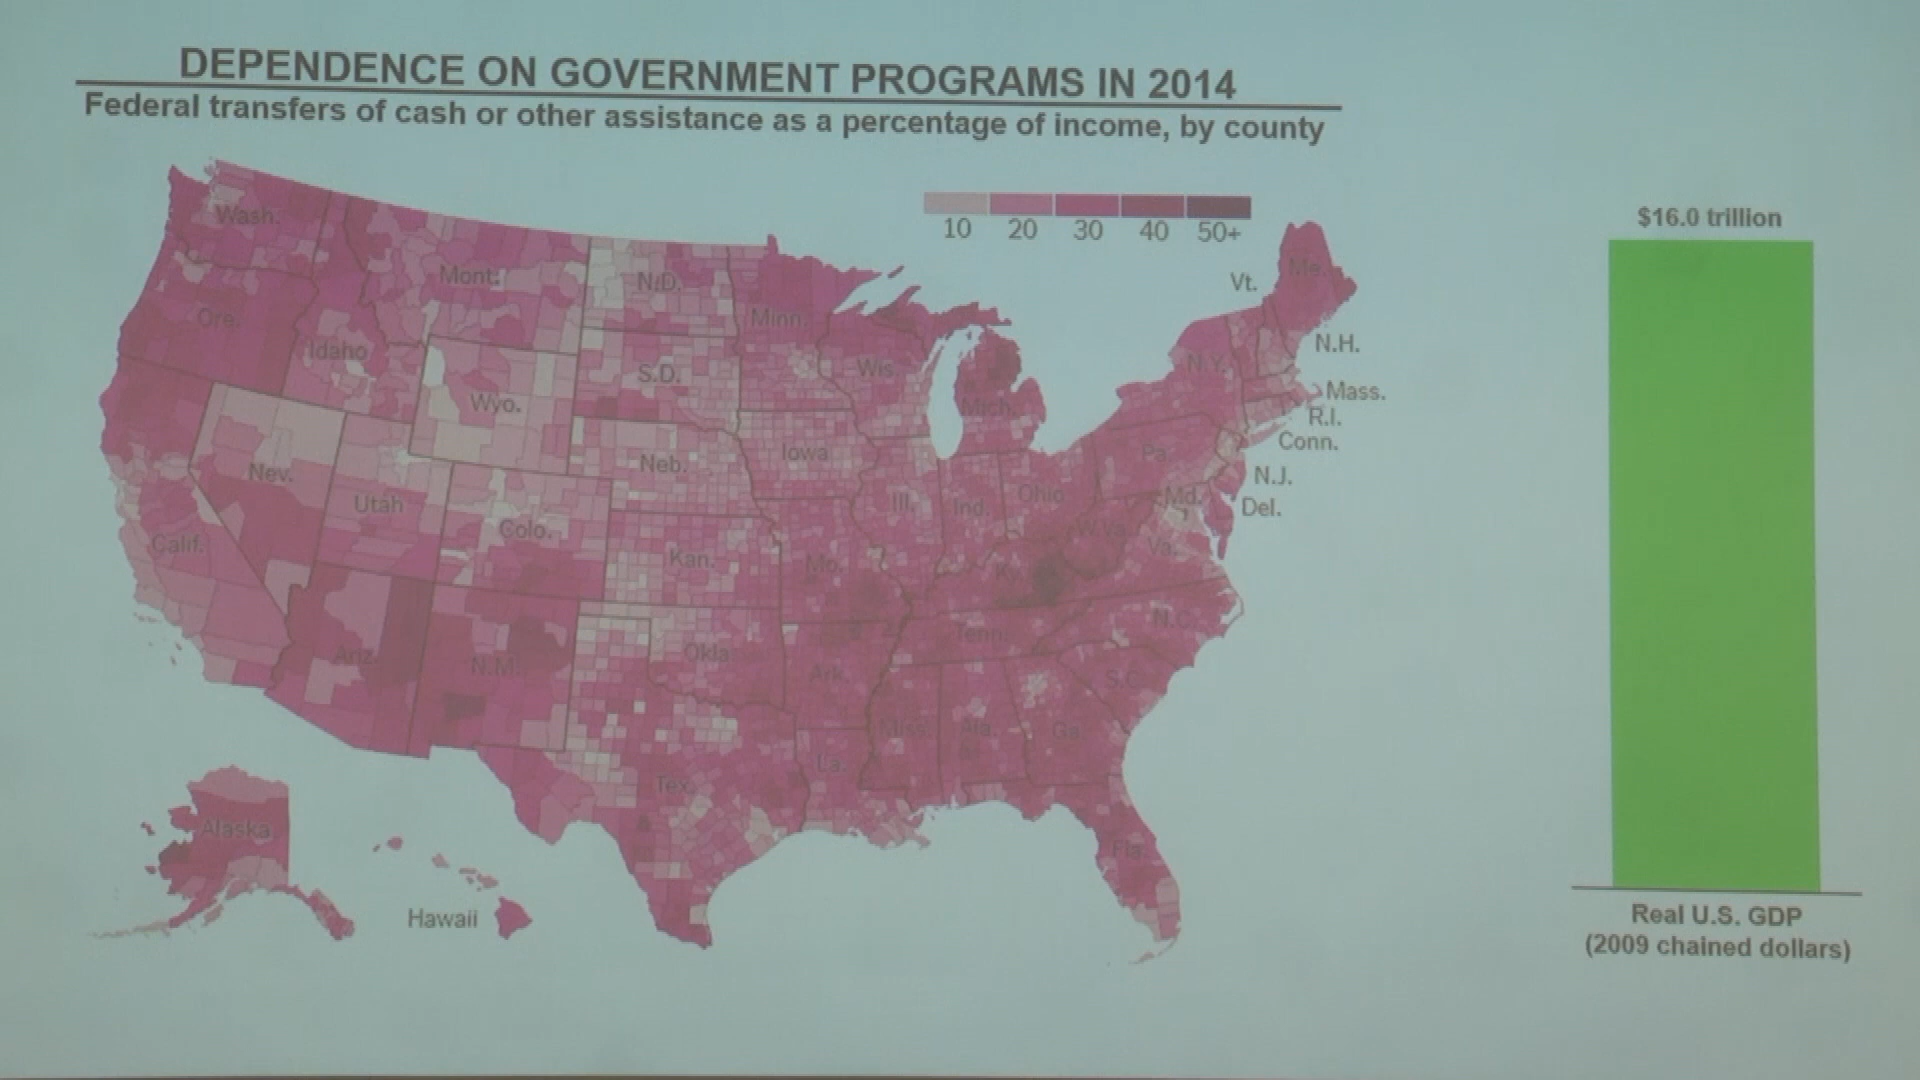 DEPENDENCE ON GOVERNMENT PROGRAMS IN 2014
Federal transfers of cash or other assistance as a percentage of income, by county
10 20 30 40 50+
$16.0 trillion
Wash.
Mont.
N.D.
Minn.
Vt.
Me.
Ore.
Idaho
S.D.
Wis.
N.Y.
N.H.
Wyo.
Mich.
Mass.
R.I.
Conn.
Nev.
Utah
Neb.
Iowa
Pa.
N.J.
Calif.
Colo.
Kan.
Ill.
Ind.
Ohio
Md.
Del.
W.Va.
Va.
Mo.
Ky.
Ariz.
N.M.
Okla.
Ark.
Tenn.
N.C.
S.C.
Tex.
La.
Miss.
Ala.
Ga.
Fla.
Alaska
Hawaii
Real U.S. GDP
(2009 chained dollars)